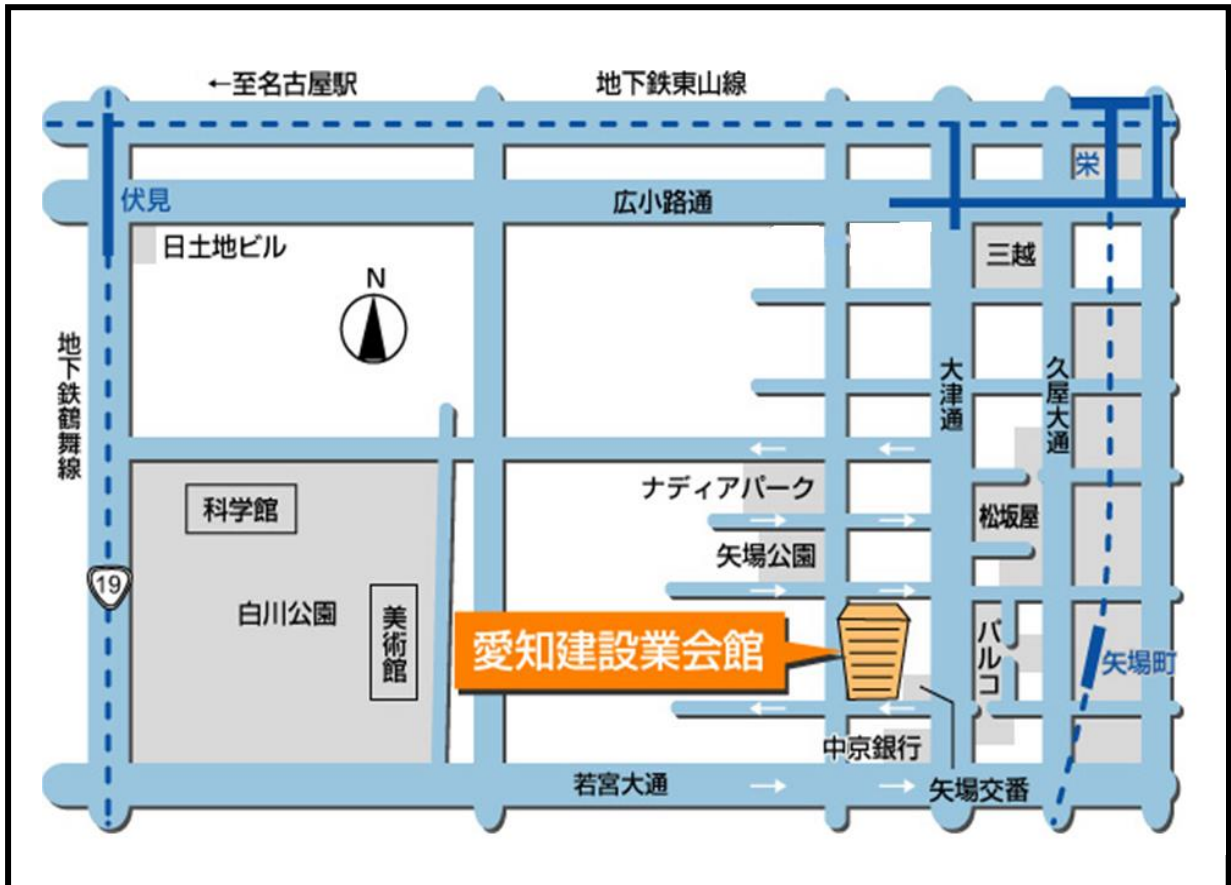 ←至名古屋駅
地下鉄東山線
伏見
広小路通
栄
日土地ビル
三越
N
地下鉄鶴舞線
大津通
久屋大通
ナディアパーク
科学館
松坂屋
矢場公園
19
白川公園
美術館
愛知建設業会館
パルコ
矢場町
中京銀行
若宮大通
矢場交番